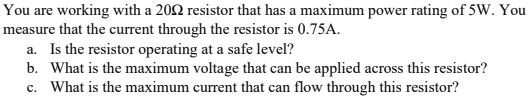 You are working with a 20Ω resistor that has a maximum power rating of 5W. You
measure that the current through the resistor is 0.75A.
a. Is the resistor operating at a safe level?
b. What is the maximum voltage that can be applied across this resistor?
c. What is the maximum current that can flow through this resistor?